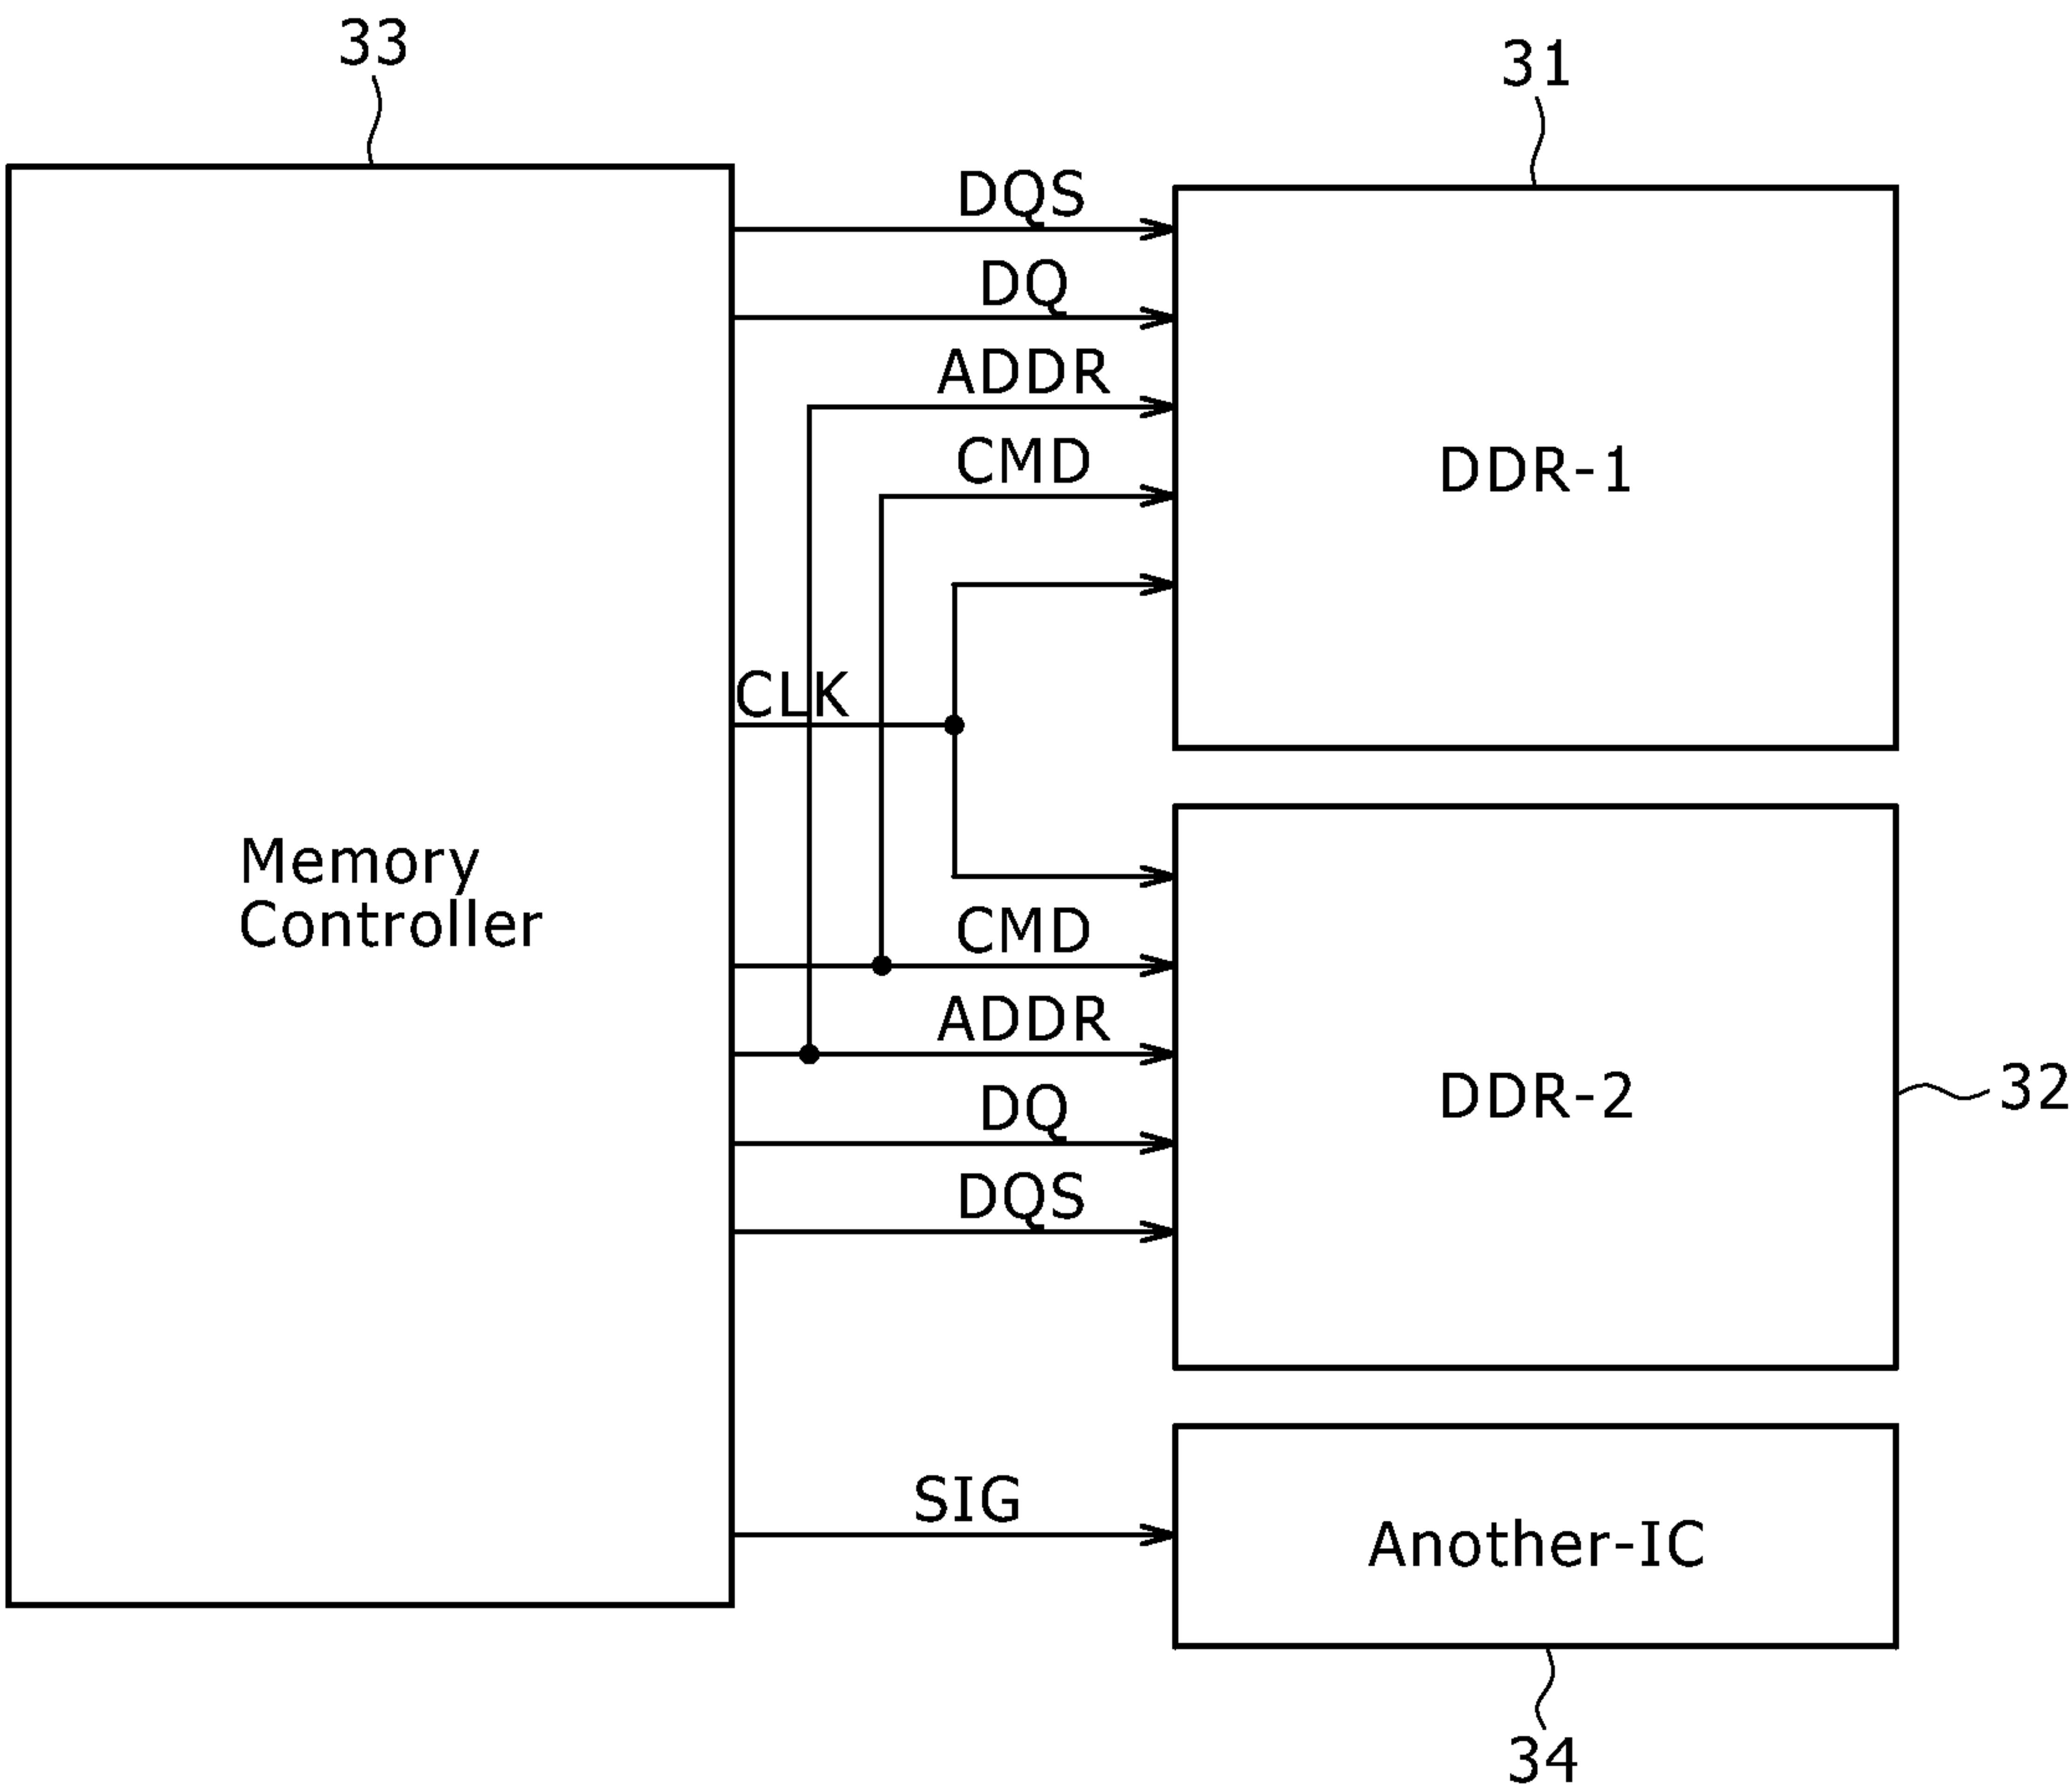 33
31
DQS
DQ
ADDR
CMD
DDR-1
CLK
Memory
Controller
CMD
ADDR
DDR-2
32
DQ
DQS
SIG
Another-IC
34